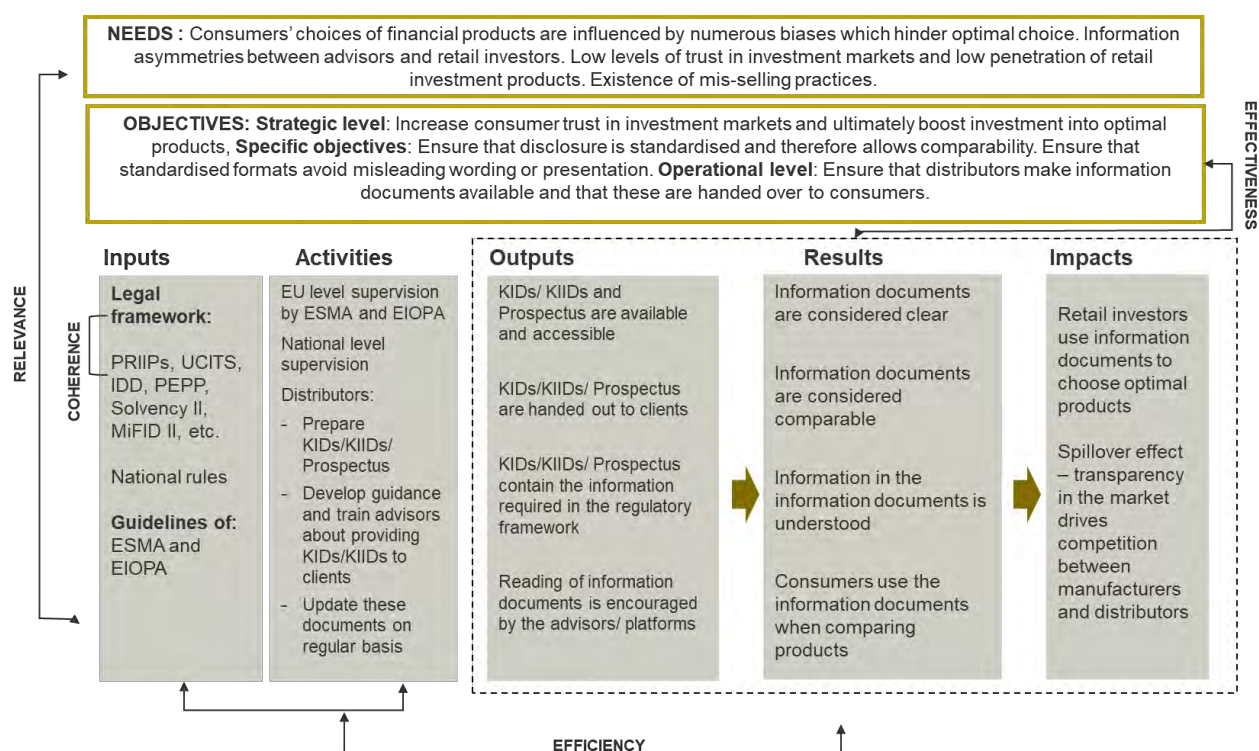 NEEDS : Consumers' choices of financial products are influenced by numerous biases which hinder optimal choice. Information
asymmetries between advisors and retail investors. Low levels of trust in investment markets and low penetration of retail
investment products. Existence of mis-selling practices.
OBJECTIVES: Strategic level: Increase consumer trust in investment markets and ultimately boost investment into optimal
products, Specific objectives: Ensure that disclosure is standardised and therefore allows comparability. Ensure that
standardised formats avoid misleading wording or presentation. Operational level: Ensure that distributors make information
documents available and that these are handed over to consumers.
EFFECTIVENESS
RELEVANCE
COHERENCE
Inputs
Legal
framework:
PRIIPs, UCITS,
IDD, PEPP,
Solvency II,
MiFID II, etc.
National rules
Guidelines of:
ESMA and
EIOPA
Activities
EU level supervision
by ESMA and EIOPA
National level
supervision
Distributors:
- Prepare
KIDs/KIIDs/
Prospectus
- Develop guidance
and train advisors
about providing
KIDs/KIIDs to
clients
- Update these
documents on
regular basis
Outputs
KIDs/ KIIDs and
Prospectus are available
and accessible
KIDs/KIIDs/ Prospectus
are handed out to clients
KIDs/KIIDs/ Prospectus
contain the information
required in the regulatory
framework
Reading of information
documents is encouraged
by the advisors/ platforms
Results
Information documents
are considered clear
Information documents
are considered
comparable
Information in the
information documents is
understood
Consumers use the
information documents
when comparing
products
Impacts
Retail investors
use information
documents to
choose optimal
products
Spillover effect
– transparency
in the market
drives
competition
between
manufacturers
and distributors
EFFICIENCY